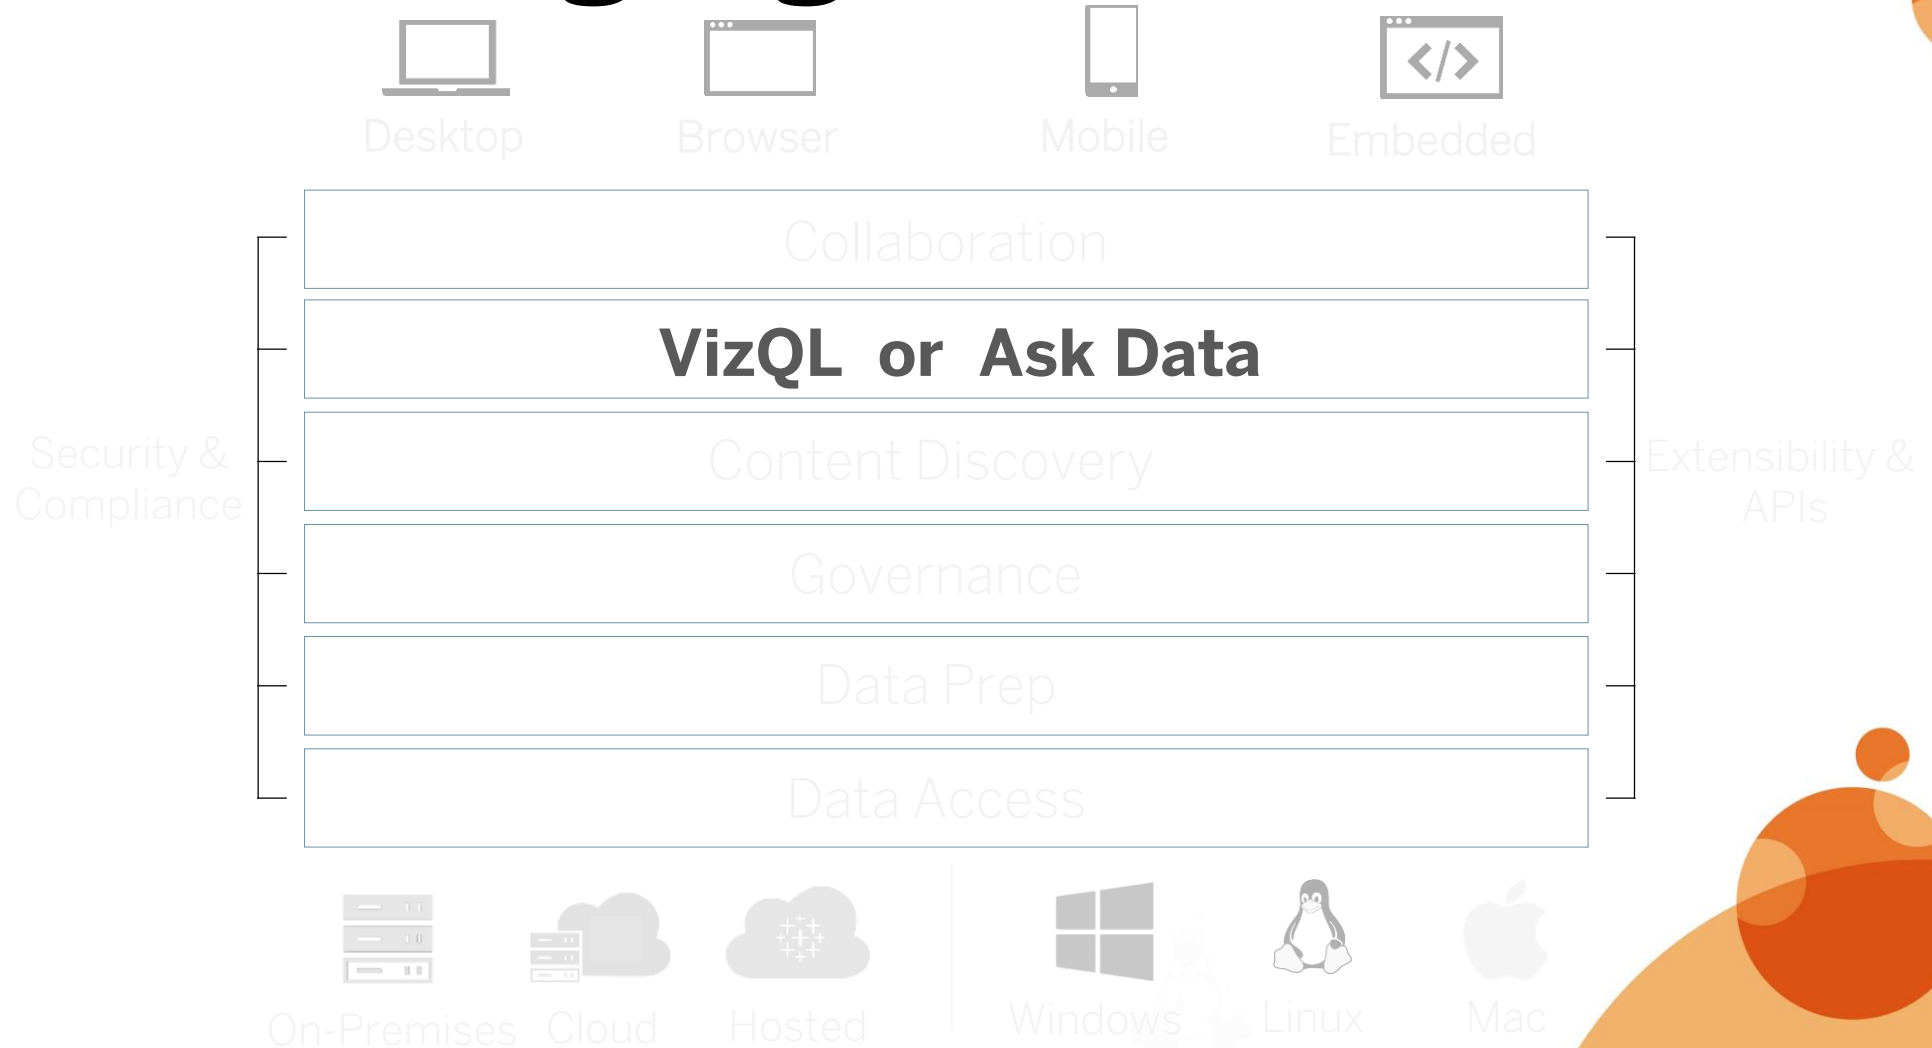 Desktop
Browser
Mobile
</>
Embedded
Collaboration
VizQL or Ask Data
Content Discovery
Governance
Data Prep
Data Access
Security &
Compliance
Extensibility &
APIs
On-Premises
Cloud
Hosted
Windows
Linux
Mac